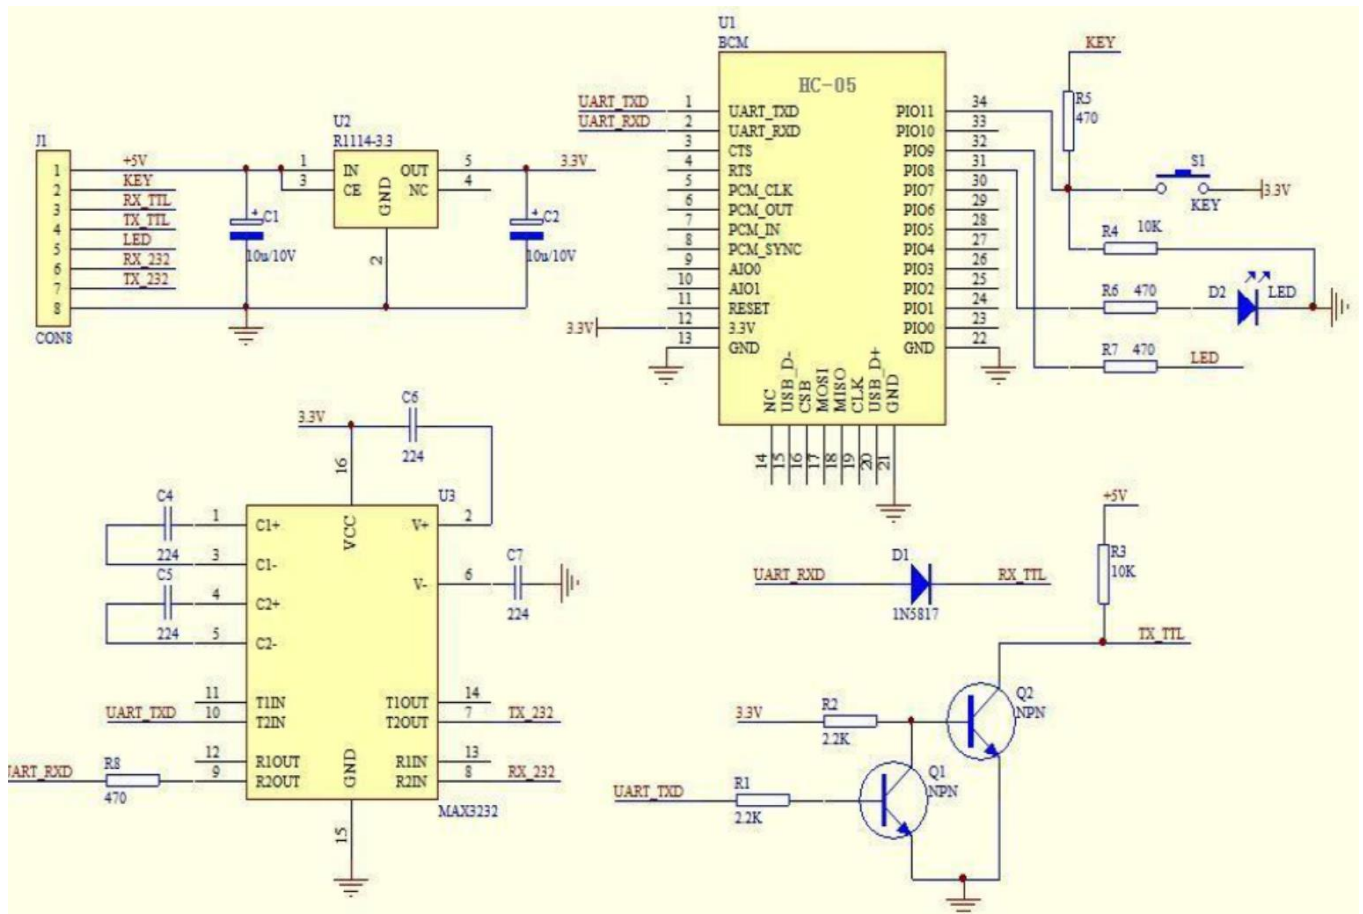 J1
1
+5V
2
KEY
3
RX_TTL
4
TX_TTL
5
LED
6
RX_232
7
TX_232
8
CON8
U2
R1114-3.3
1
IN
OUT
5
3.3V
3
CE
NC
4
GND
2
+
C1
10u/10V
+
C2
10u/10V
U1
BCM
HC-05
UART_TXD
1
UART_TXD
UART_RXD
2
UART_RXD
3
CTS
4
RTS
5
PCM_CLK
6
PCM_OUT
7
PCM_IN
8
PCM_SYNC
9
AIO0
10
AIO1
11
RESET
3.3V
12
3.3V
13
GND
PIO11
34
PIO10
33
PIO9
32
PIO8
31
PIO7
30
PIO6
29
PIO5
28
PIO4
27
PIO3
26
PIO2
25
PIO1
24
PIO0
23
GND
22
NC
USB_D-
CSB
MOSI
MISO
CLK
USB_D+
GND
14
15
16
17
18
19
20
21
KEY
R5
470
S1
KEY
3.3V
R4
10K
R6
470
D2
LED
R7
470
LED
3.3V
C6
224
16
VCC
U3
C4
1
C1+
V+
2
224
3
C1-
C5
4
C2+
V-
6
C7
224
224
5
C2-
11
T1IN
T1OUT
14
UART_TXD
10
T2IN
T2OUT
7
TX_232
12
R1OUT
R1IN
13
UART_RXD
R8
470
9
R2OUT
R2IN
8
RX_232
GND
MAX3232
15
UART_RXD
D1
1N5817
RX_TTL
+5V
R3
10K
TX_TTL
3.3V
R2
2.2K
Q2
NPN
UART_TXD
R1
2.2K
Q1
NPN